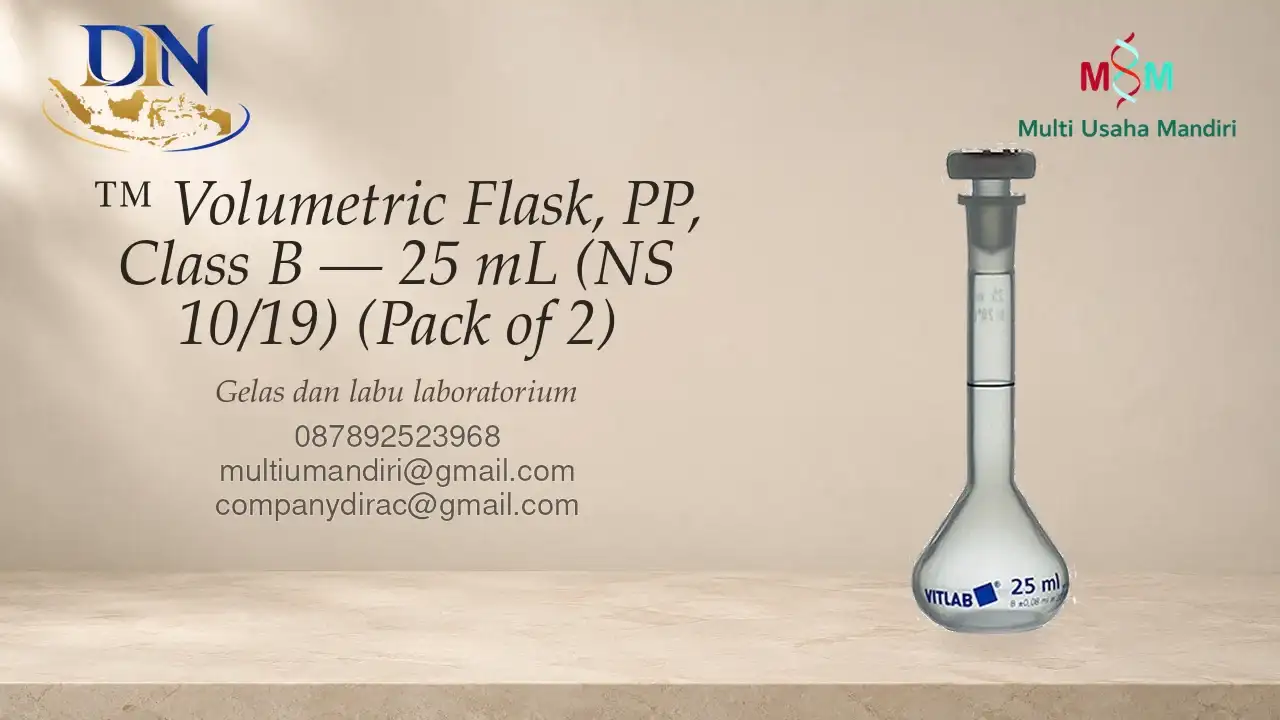 DIN
MSM
Multi Usaha Mandiri
™ Volumetric Flask, PP,
Class B — 25 mL (NS
10/19) (Pack of 2)
Gelas dan labu laboratorium
087892523968
multiumandiri@gmail.com
companydirac@gmail.com
VITLAB® 25 ml